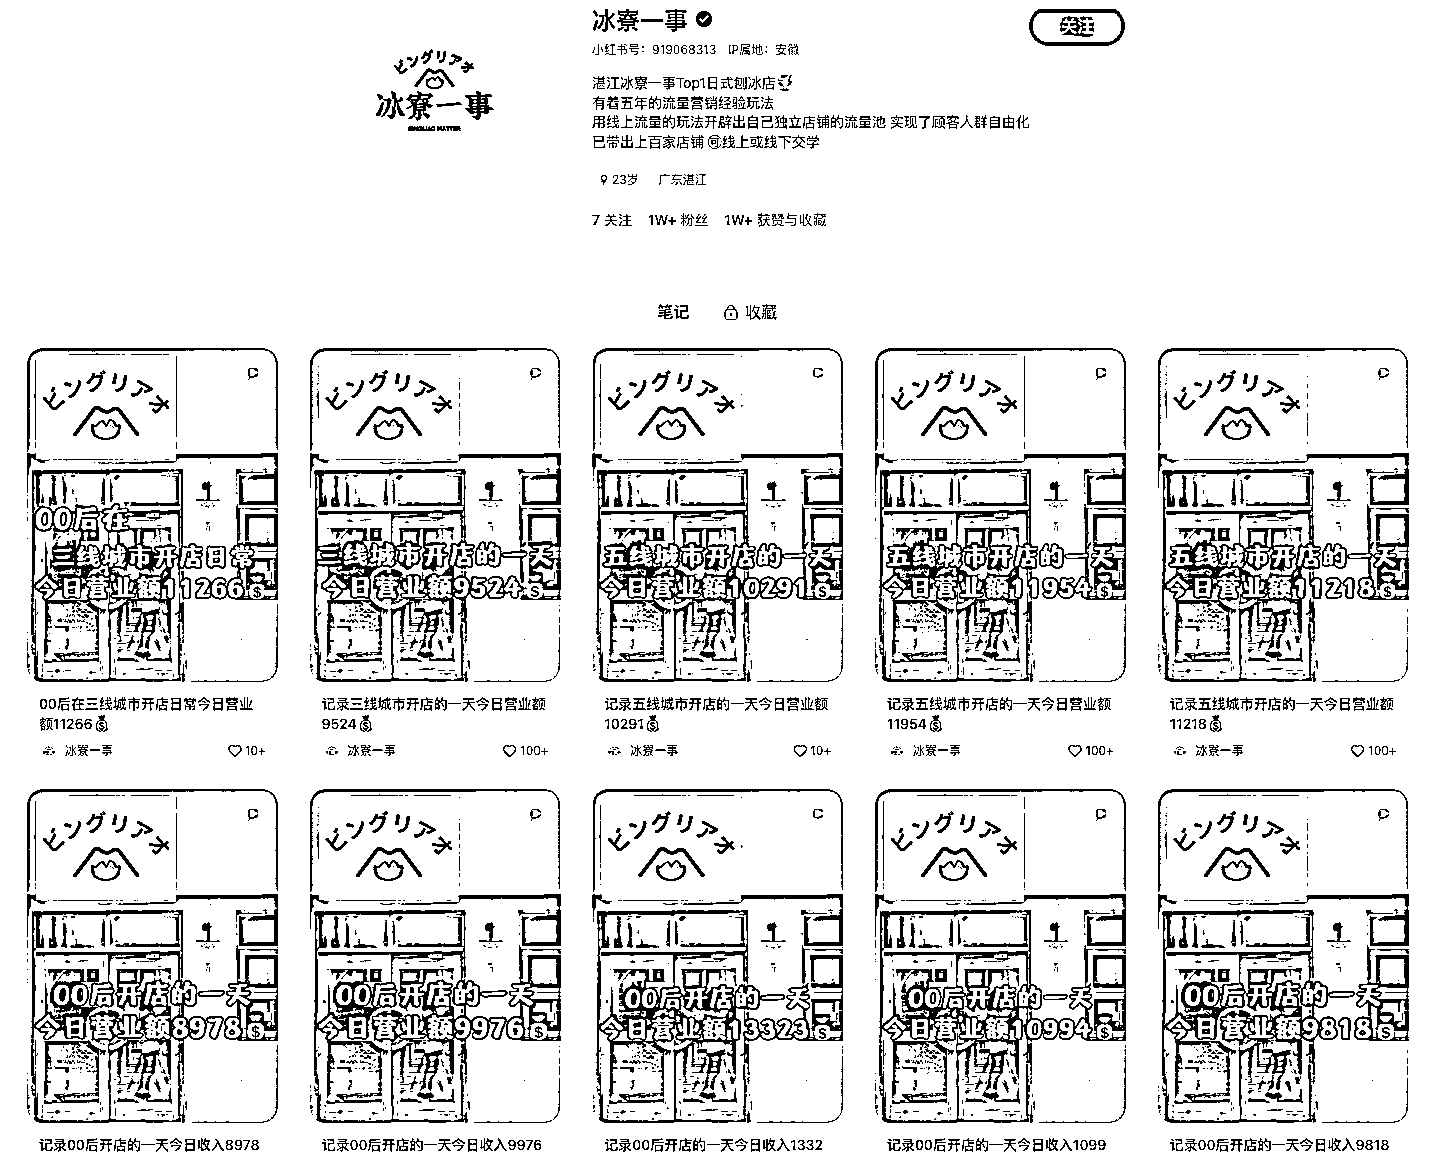 冰寮一事
关注
小红书号：919068313 IP属地：安徽
ビングリアオ
冰寮一事
湛江冰寮一事Top1日式刨冰店
有着五年的流量营销经验玩法
用线上流量的玩法开辟出自己独立店铺的流量池 实现了顾客人群自由化
已带出上百家店铺 可线上或线下交学
23岁 广东湛江
7 关注 1W+ 粉丝 1W+ 获赞与收藏
笔记 收藏
ビングリアオ
00后在
三线城市开店日常
今日营业额11266
00后在三线城市开店日常今日营业
额11266
冰寮一事 10+
ビングリアオ
三线城市开店的一天
今日营业额9524
记录三线城市开店的一天今日营业额
9524
冰寮一事 100+
ビングリアオ
五线城市开店的一天
今日营业额10291
记录五线城市开店的一天今日营业额
10291
冰寮一事 10+
ビングリアオ
五线城市开店的一天
今日营业额11954
记录五线城市开店的一天今日营业额
11954
冰寮一事 100+
ビングリアオ
五线城市开店的一天
今日营业额11218
记录五线城市开店的一天今日营业额
11218
冰寮一事 100+
ビングリアオ
00后开店的一天
今日营业额8978
记录00后开店的一天今日收入8978
ビングリアオ
00后开店的一天
今日营业额9976
记录00后开店的一天今日收入9976
ビングリアオ
00后开店的一天
今日营业额13323
记录00后开店的一天今日收入1332
ビングリアオ
00后开店的一天
今日营业额10994
记录00后开店的一天今日收入1099
ビングリアオ
00后开店的一天
今日营业额9818
记录00后开店的一天今日收入9818